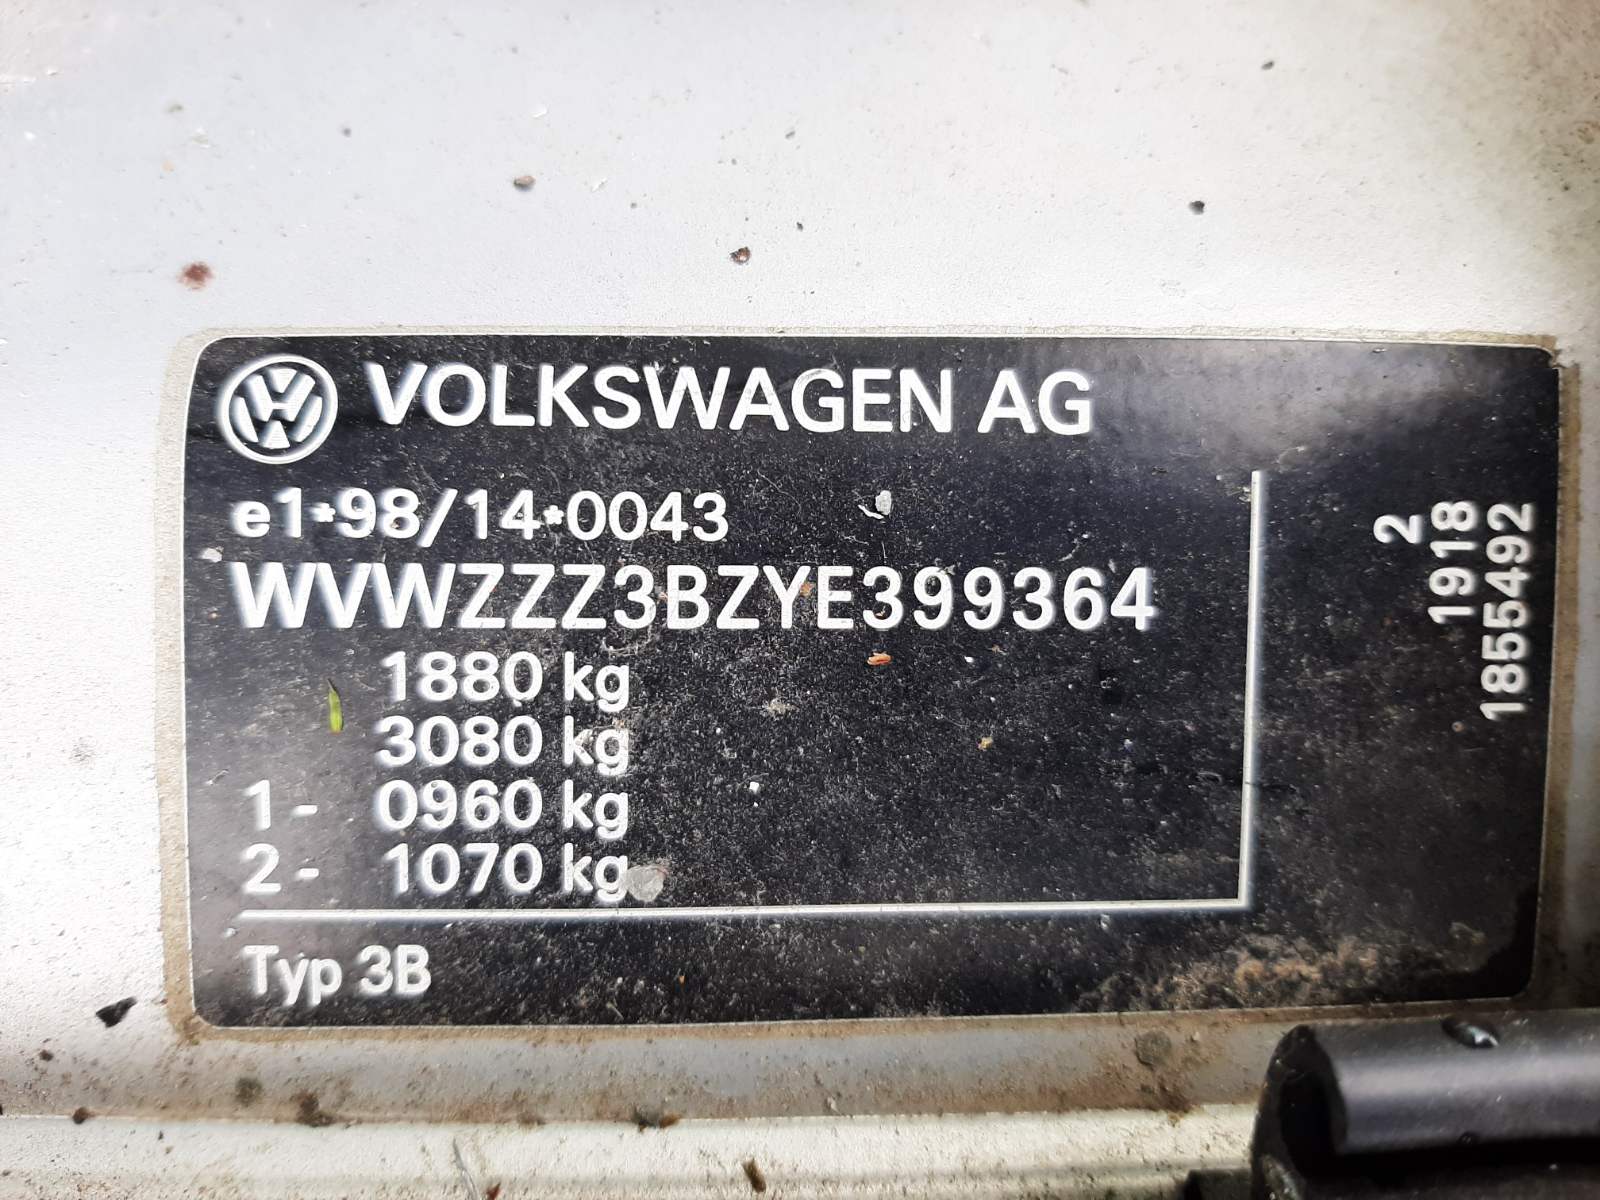 VOLKSWAGEN AG
e1*98/14*0043
WVWZZZ3BZYE399364
1880 kg
3080 kg
1- 0960 kg
2- 1070 kg
Typ 3B
2
1918
1855492